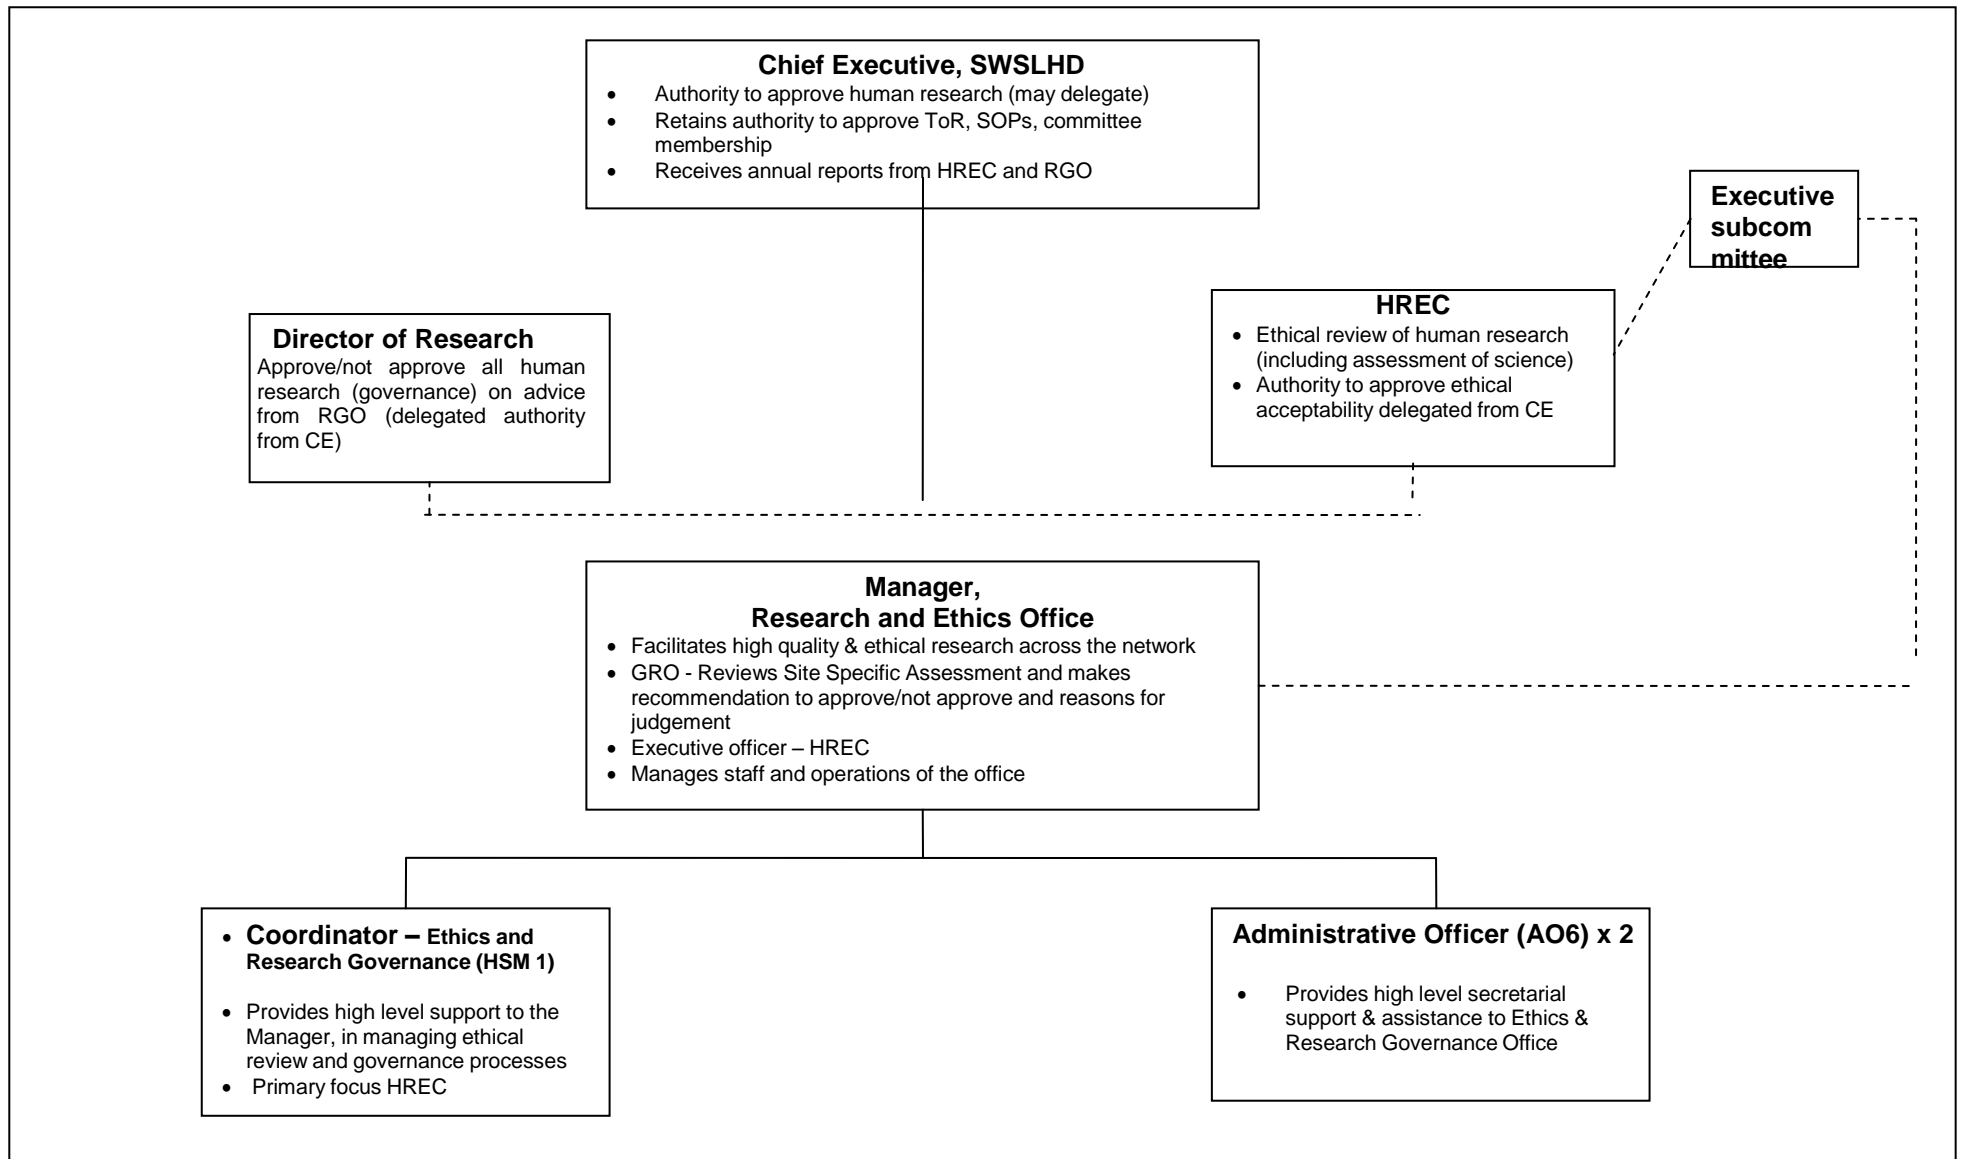 Chief Executive, SWSLHD
• Authority to approve human research (may delegate)
• Retains authority to approve ToR, SOPs, committee
membership
• Receives annual reports from HREC and RGO
Executive
subcom
mittee
HREC
• Ethical review of human research
(including assessment of science)
• Authority to approve ethical
acceptability delegated from CE
Director of Research
Approve/not approve all human
research (governance) on advice
from RGO (delegated authority
from CE)
Manager,
Research and Ethics Office
• Facilitates high quality & ethical research across the network
• GRO - Reviews Site Specific Assessment and makes
recommendation to approve/not approve and reasons for
judgement
• Executive officer – HREC
• Manages staff and operations of the office
• Coordinator – Ethics and
Research Governance (HSM 1)
• Provides high level support to the
Manager, in managing ethical
review and governance processes
• Primary focus HREC
Administrative Officer (AO6) x 2
• Provides high level secretarial
support & assistance to Ethics &
Research Governance Office